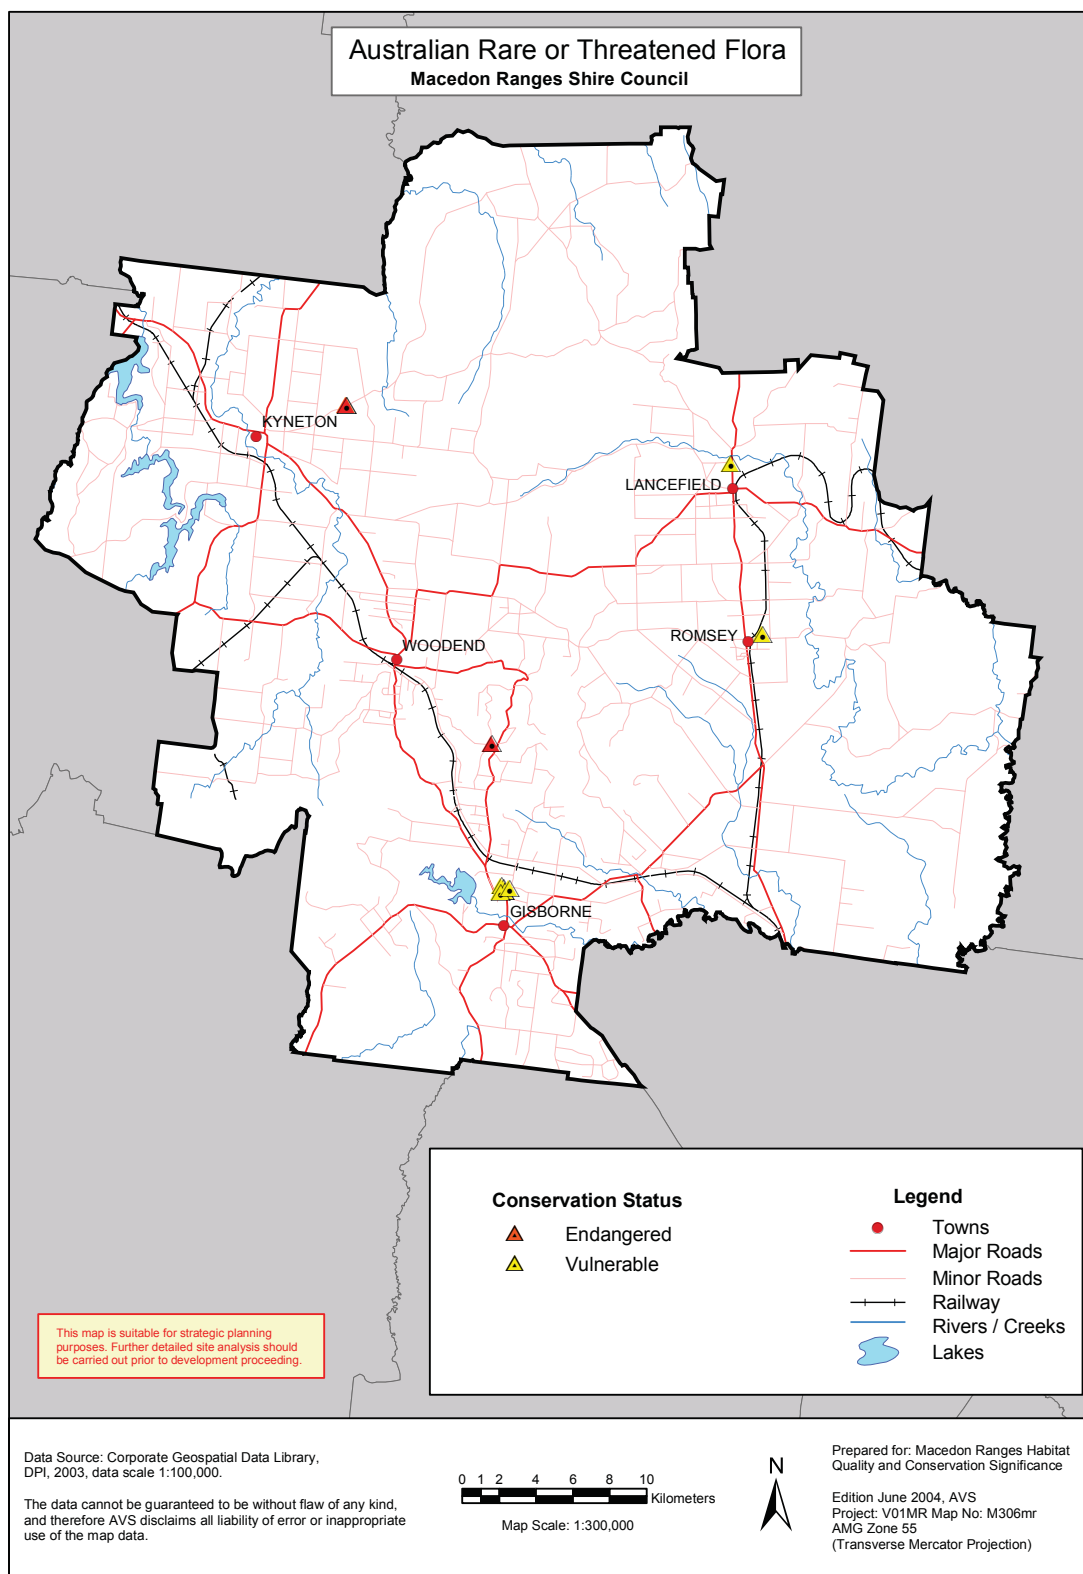 Australian Rare or Threatened Flora
Macedon Ranges Shire Council
KYNETON
LANCEFIELD
ROMSEY
WOODEND
GISBORNE
Conservation Status
Endangered
Vulnerable
Legend
Towns
Major Roads
Minor Roads
Railway
Rivers / Creeks
Lakes
This map is suitable for strategic planning
purposes. Further detailed site analysis should
be carried out prior to development proceeding.
Data Source: Corporate Geospatial Data Library,
DPI, 2003, data scale 1:100,000.
The data cannot be guaranteed to be without flaw of any kind,
and therefore AVS disclaims all liability of error or inappropriate
use of the map data.
0 1 2 4 6 8 10
Kilometers
Map Scale: 1:300,000
N
Prepared for: Macedon Ranges Habitat
Quality and Conservation Significance
Edition June 2004, AVS
Project: V01MR Map No: M306mr
AMG Zone 55
(Transverse Mercator Projection)